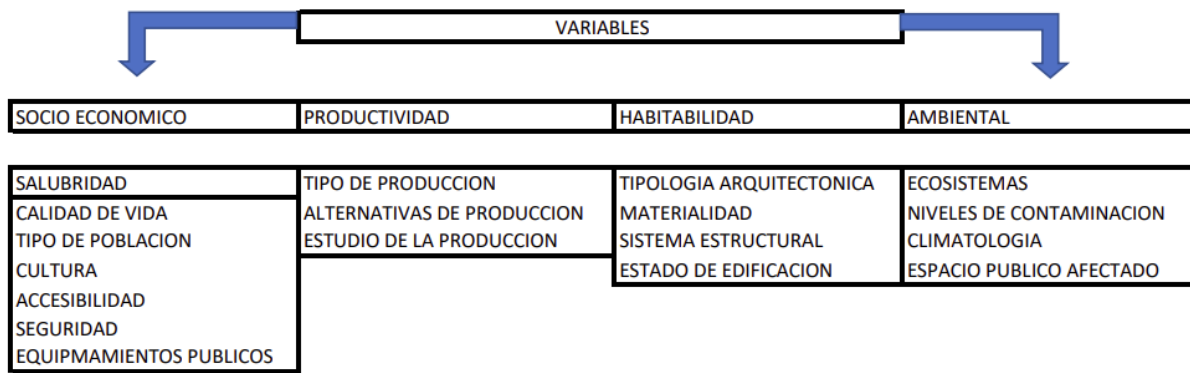 VARIABLES
SOCIO ECONOMICO
PRODUCTIVIDAD
HABITABILIDAD
AMBIENTAL
SALUBRIDAD
CALIDAD DE VIDA
TIPO DE POBLACION
CULTURA
ACCESIBILIDAD
SEGURIDAD
EQUIPMAMIENTOS PUBLICOS
TIPO DE PRODUCCION
ALTERNATIVAS DE PRODUCCION
ESTUDIO DE LA PRODUCCION
TIPOLOGIA ARQUITECTONICA
MATERIALIDAD
SISTEMA ESTRUCTURAL
ESTADO DE EDIFICACION
ECOSISTEMAS
NIVELES DE CONTAMINACION
CLIMATOLOGIA
ESPACIO PUBLICO AFECTADO